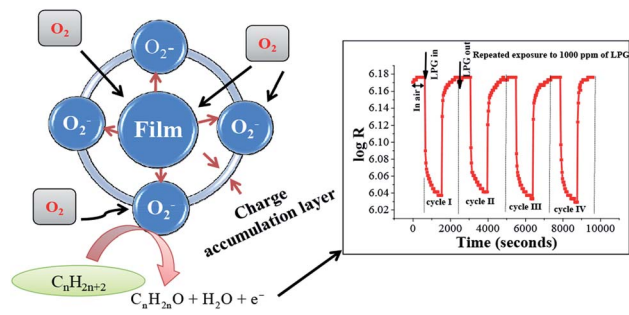 O₂
O₂-
O₂
O₂⁻
Film
O₂⁻
O₂⁻
O₂
Charge
accumulation layer
CₙH₂ₙ₊₂
CₙH₂ₙO + H₂O + e⁻
Repeated exposure to 1000 ppm of LPG
LPG in
LPG out
In air
log R
6.18
6.16
6.14
6.12
6.10
6.08
6.06
6.04
6.02
cycle I
cycle II
cycle III
cycle IV
0 2000 4000 6000 8000 10000
Time (seconds)